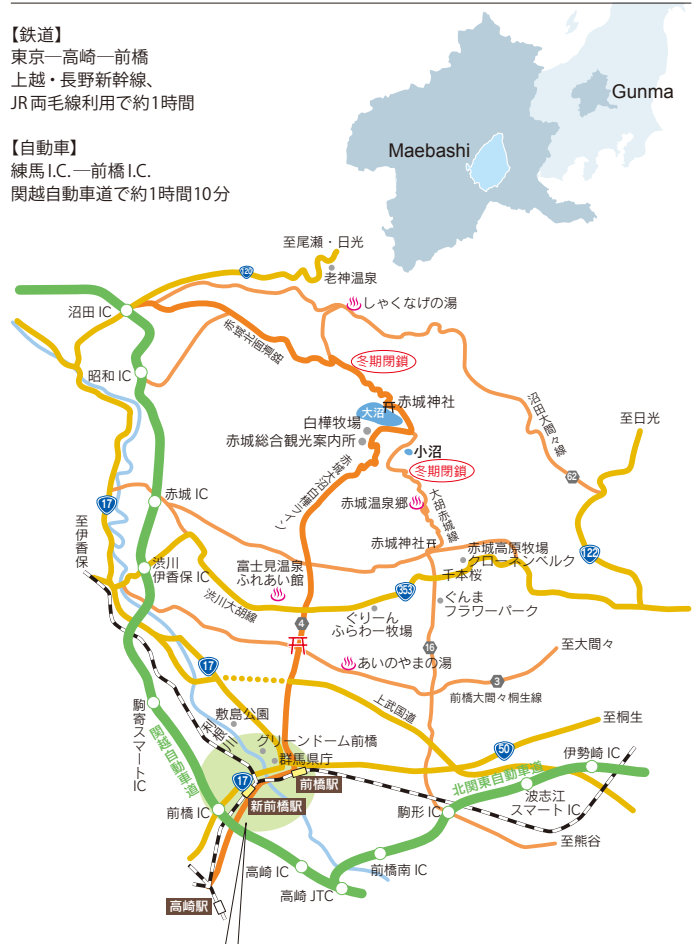 【鉄道】
東京―高崎―前橋
上越・長野新幹線、
JR両毛線利用で約1時間
【自動車】
練馬I.C.―前橋I.C.
関越自動車道で約1時間10分
Gunma
Maebashi
至尾瀬・日光
120
老神温泉
しゃくなげの湯
沼田 IC
赤城北面道路
冬期閉鎖
昭和 IC
赤城神社
大沼
沼田大間々線
白樺牧場
赤城総合観光案内所
小沼
至日光
冬期閉鎖
62
赤城大沼白樺ライン
赤城温泉郷
大胡赤城線
17
赤城 IC
至伊香保
赤城神社
赤城高原牧場
クローネンベルク
122
千本桜
渋川
伊香保 IC
富士見温泉
ふれあい館
353
ぐんま
フラワーパーク
渋川大胡線
ぐりーん
ふらわー牧場
4
16
至大間々
17
あいのやまの湯
3
前橋大間々桐生線
上武国道
駒寄スマートIC
敷島公園
利根川
至桐生
関越自動車道
グリーンドーム前橋
群馬県庁
50
伊勢崎 IC
17
前橋駅
北関東自動車道
新前橋駅
波志江
スマート IC
前橋 IC
駒形 IC
至熊谷
高崎 IC
前橋南 IC
高崎 JTC
高崎駅